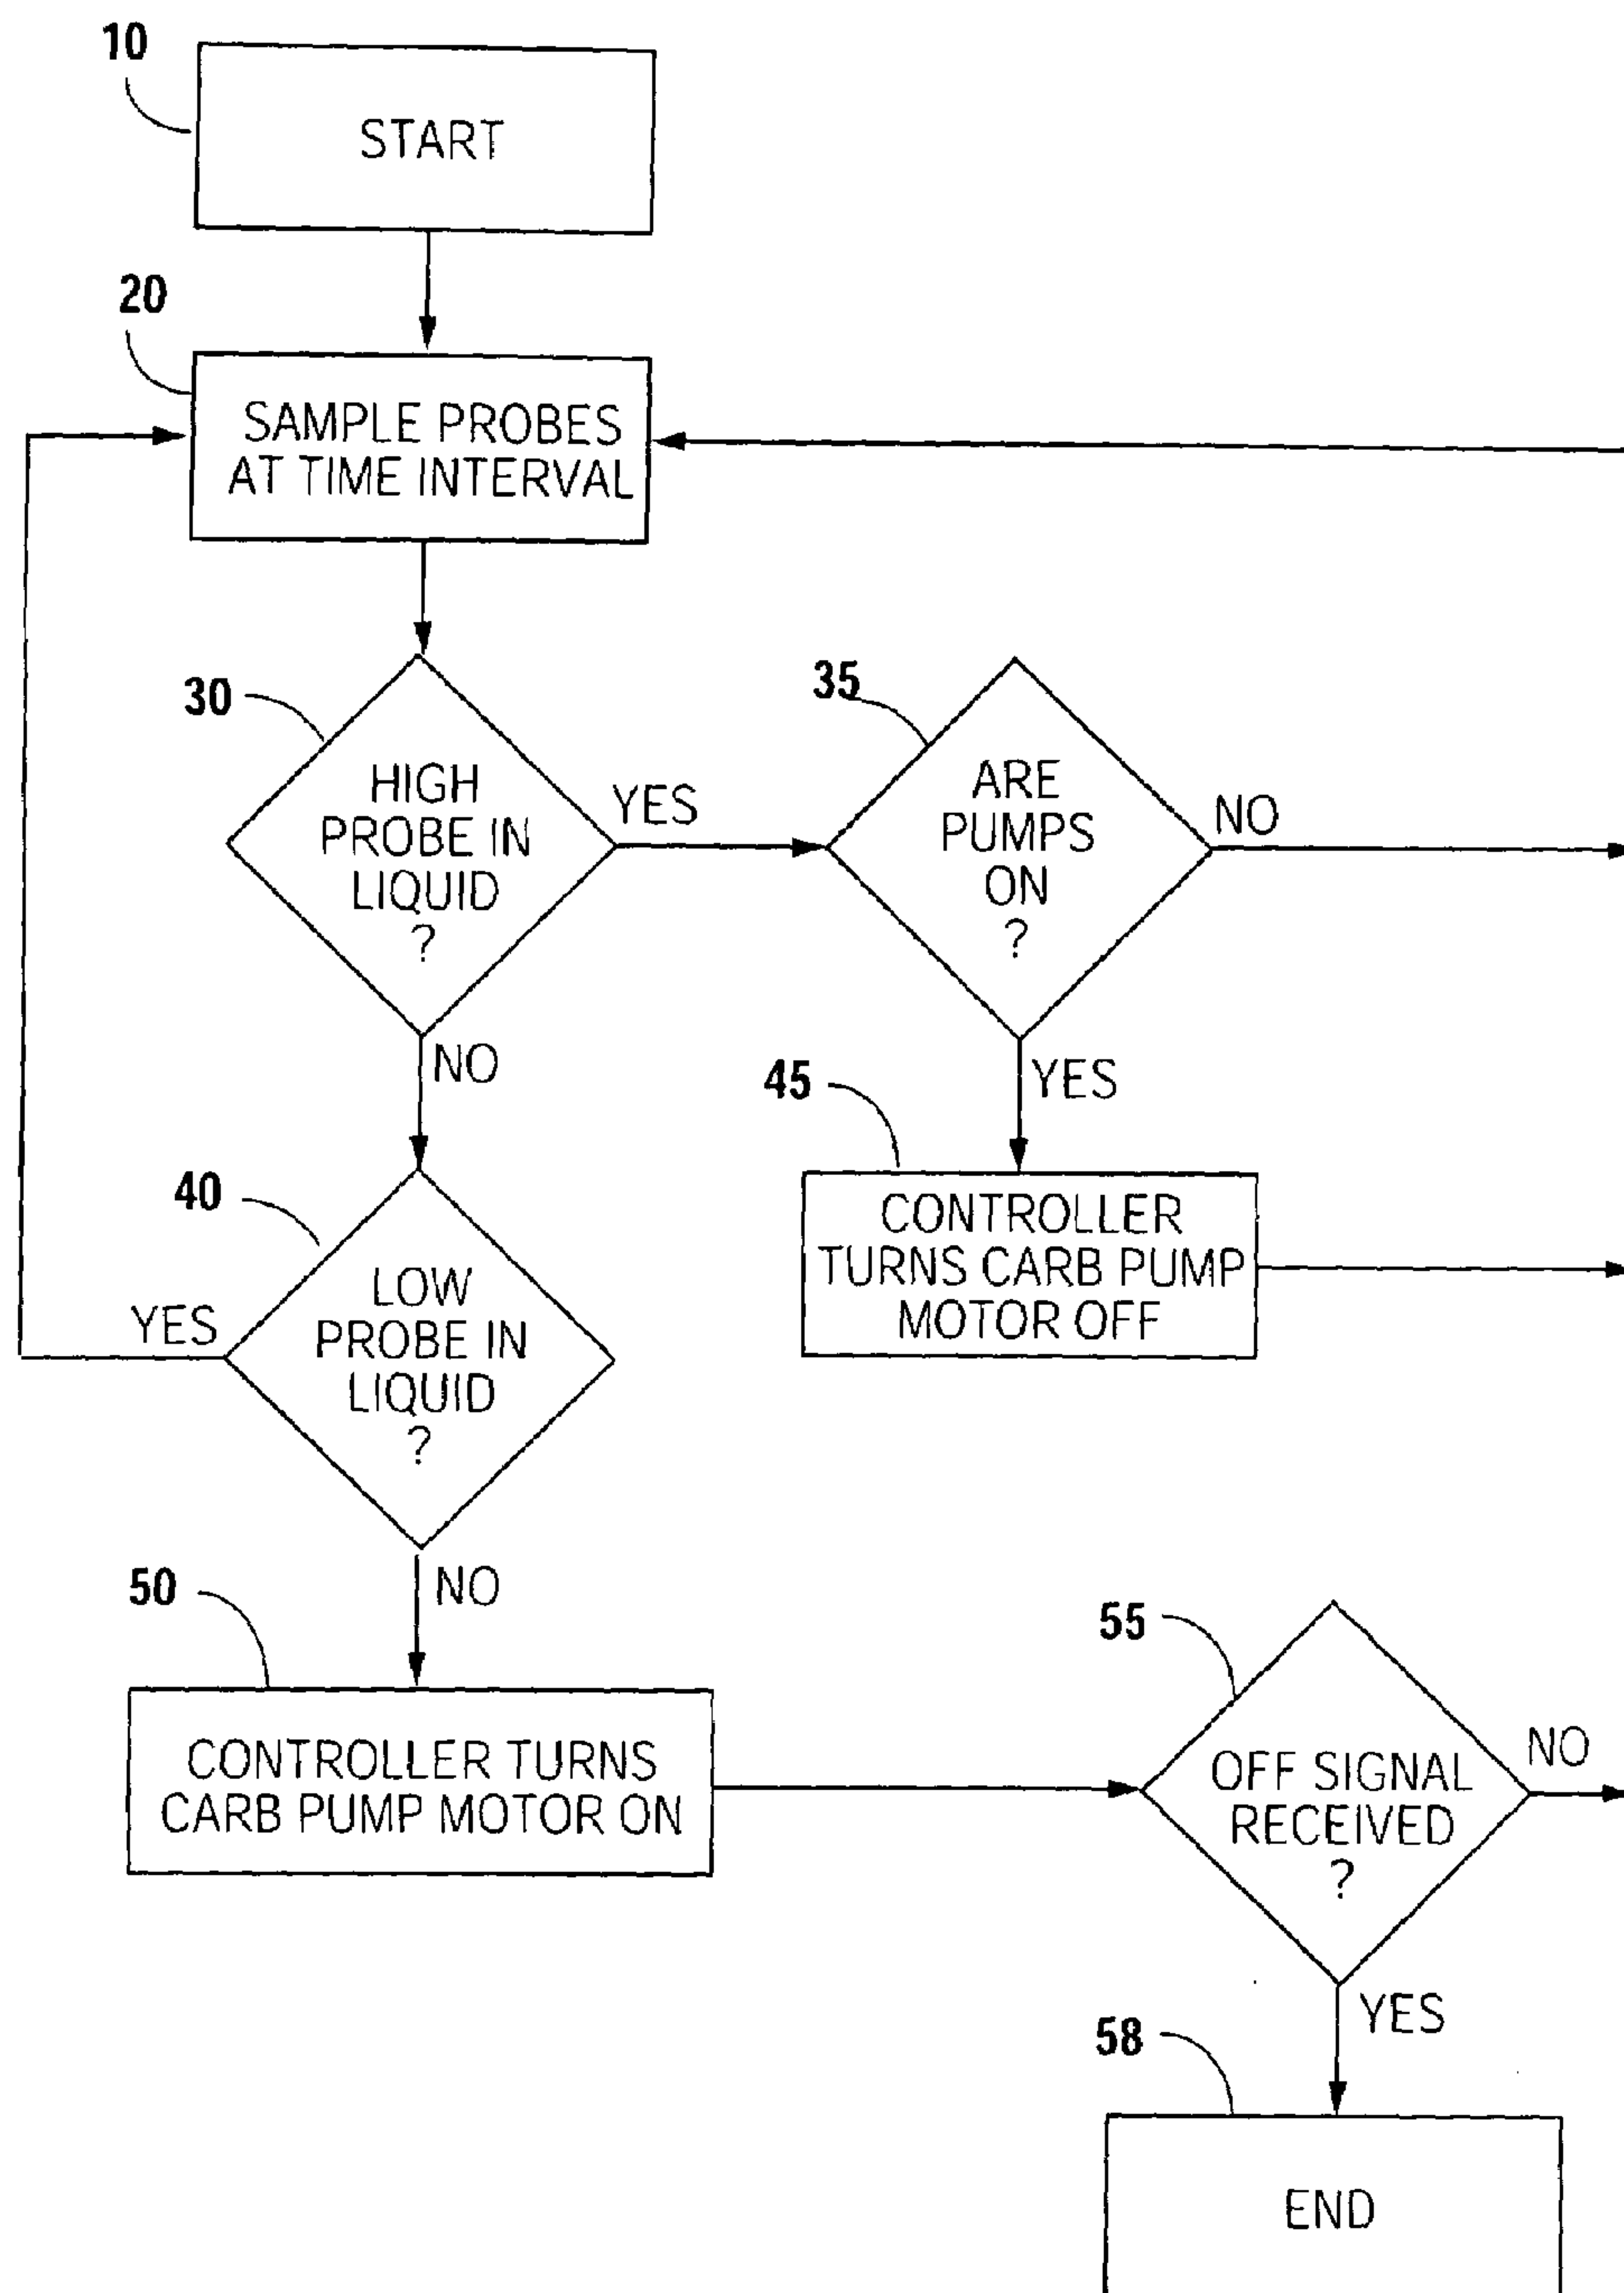 10
START
20
SAMPLE PROBES
AT TIME INTERVAL
30
HIGH
PROBE IN
LIQUID
?
YES
NO
35
ARE
PUMPS
ON
?
NO
YES
45
CONTROLLER
TURNS CARB PUMP
MOTOR OFF
40
LOW
PROBE IN
LIQUID
?
YES
NO
50
CONTROLLER TURNS
CARB PUMP MOTOR ON
55
OFF SIGNAL
RECEIVED
?
NO
YES
58
END